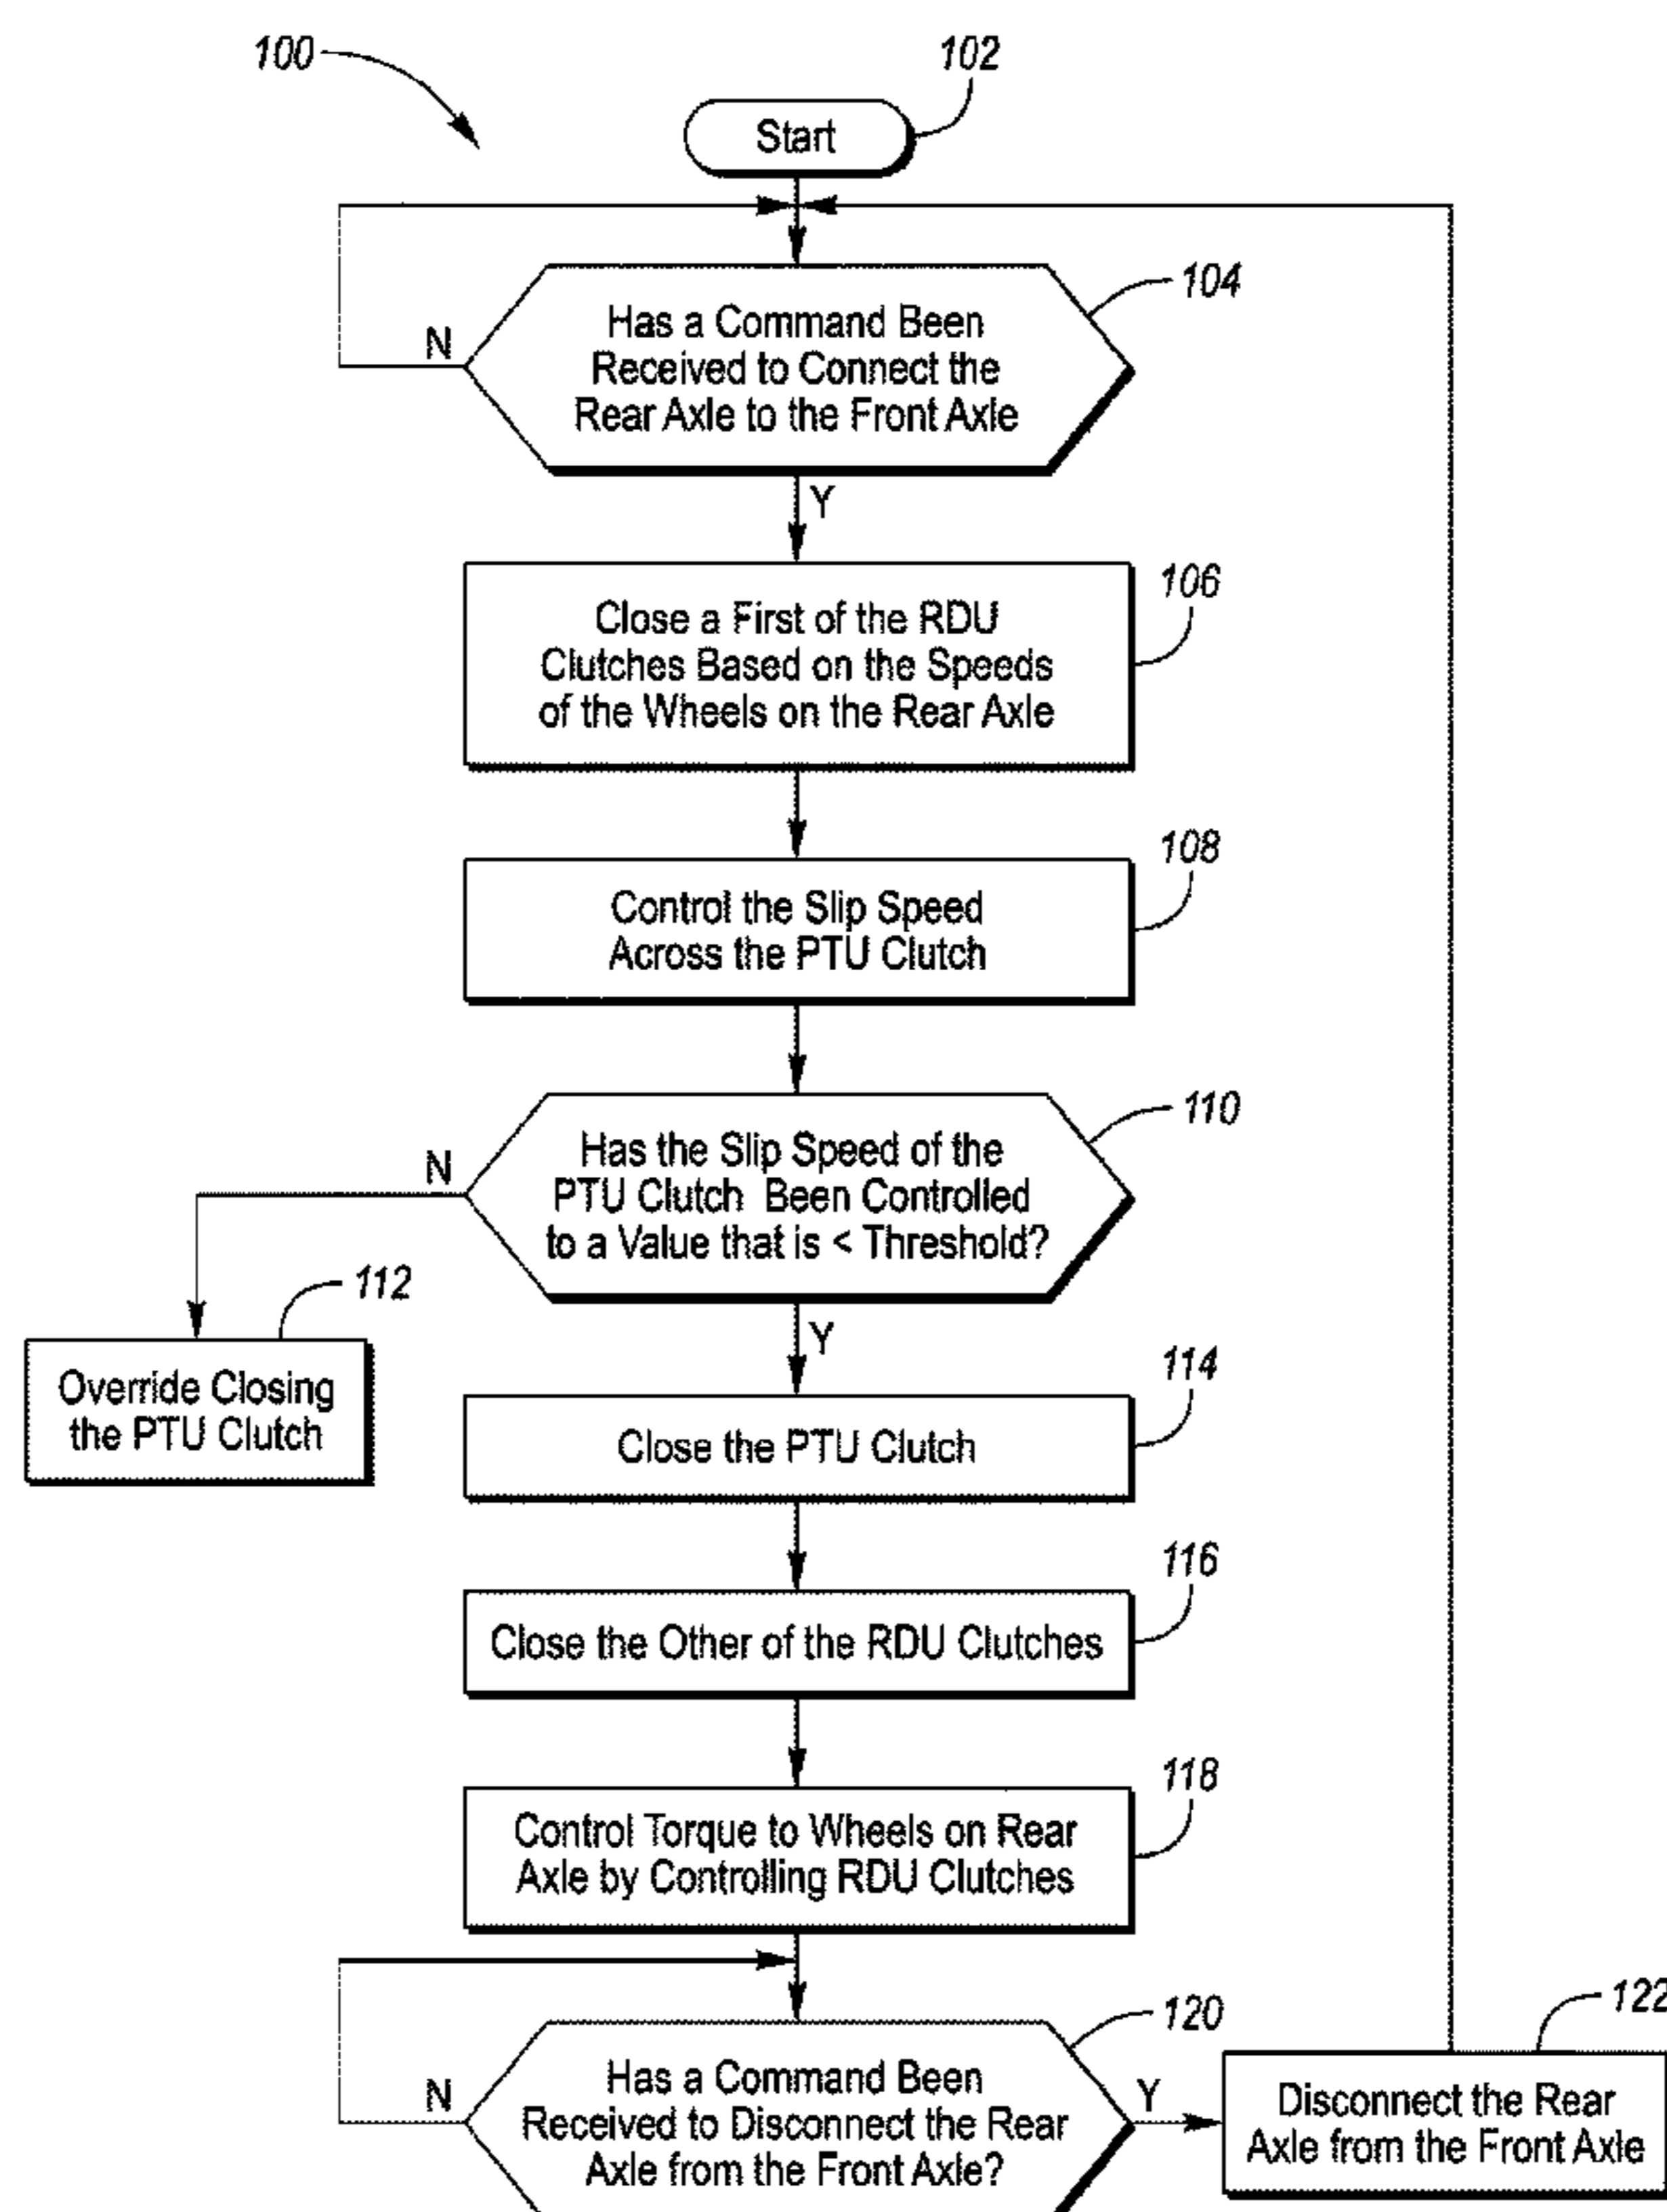 100
102
Start
104
Has a Command Been
Received to Connect the
Rear Axle to the Front Axle
N
Y
106
Close a First of the RDU
Clutches Based on the Speeds
of the Wheels on the Rear Axle
108
Control the Slip Speed
Across the PTU Clutch
110
Has the Slip Speed of the
PTU Clutch Been Controlled
to a Value that is < Threshold?
N
112
Override Closing
the PTU Clutch
Y
114
Close the PTU Clutch
116
Close the Other of the RDU Clutches
118
Control Torque to Wheels on Rear
Axle by Controlling RDU Clutches
120
Has a Command Been
Received to Disconnect the Rear
Axle from the Front Axle?
N
Y
122
Disconnect the Rear
Axle from the Front Axle